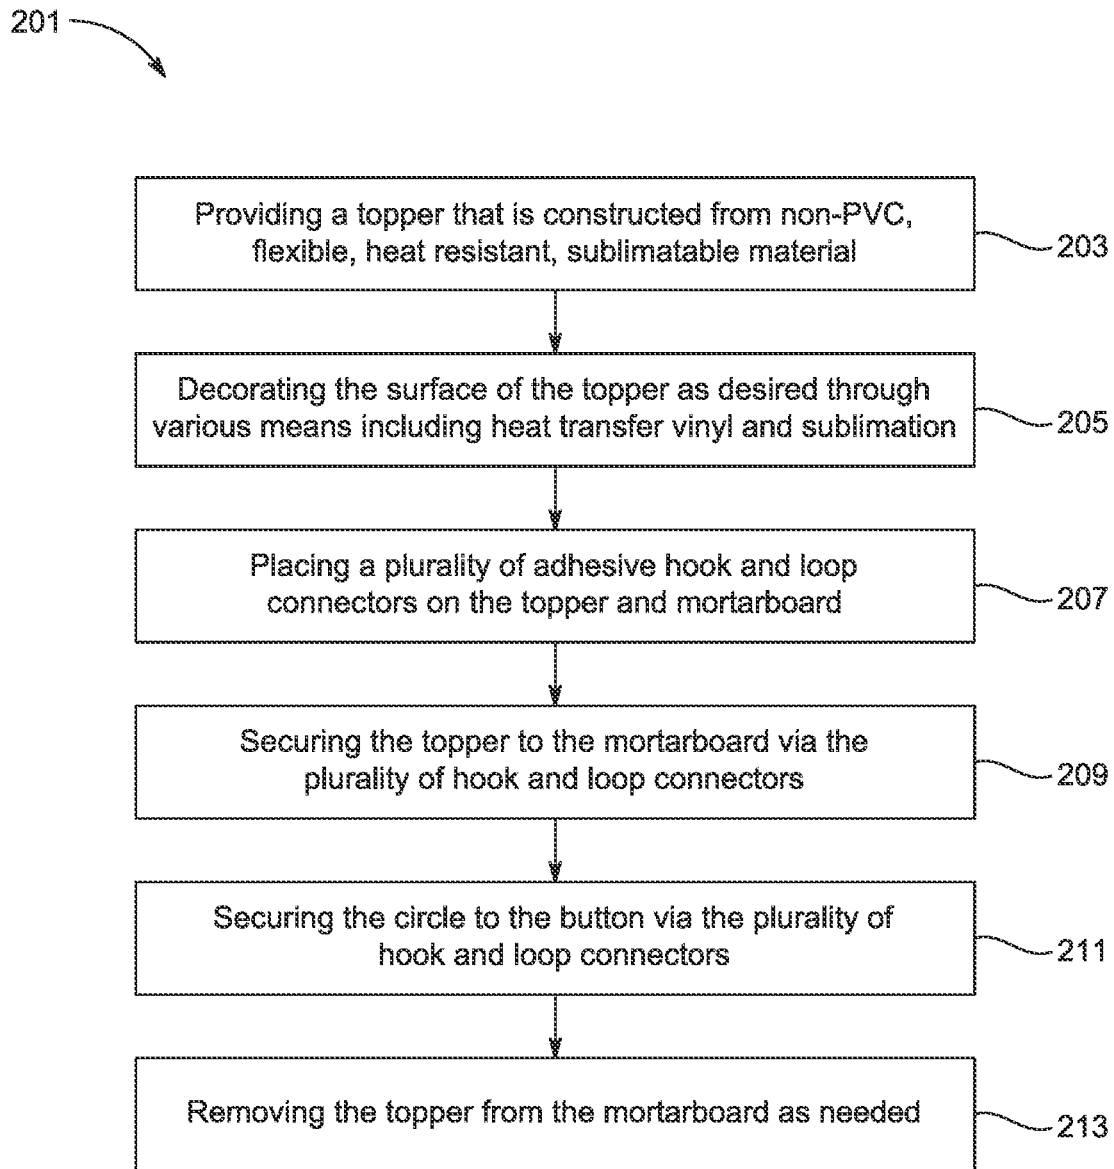 201
Providing a topper that is constructed from non-PVC,
flexible, heat resistant, sublimatable material
203
Decorating the surface of the topper as desired through
various means including heat transfer vinyl and sublimation
205
Placing a plurality of adhesive hook and loop
connectors on the topper and mortarboard
207
Securing the topper to the mortarboard via the
plurality of hook and loop connectors
209
Securing the circle to the button via the plurality of
hook and loop connectors
211
Removing the topper from the mortarboard as needed
213